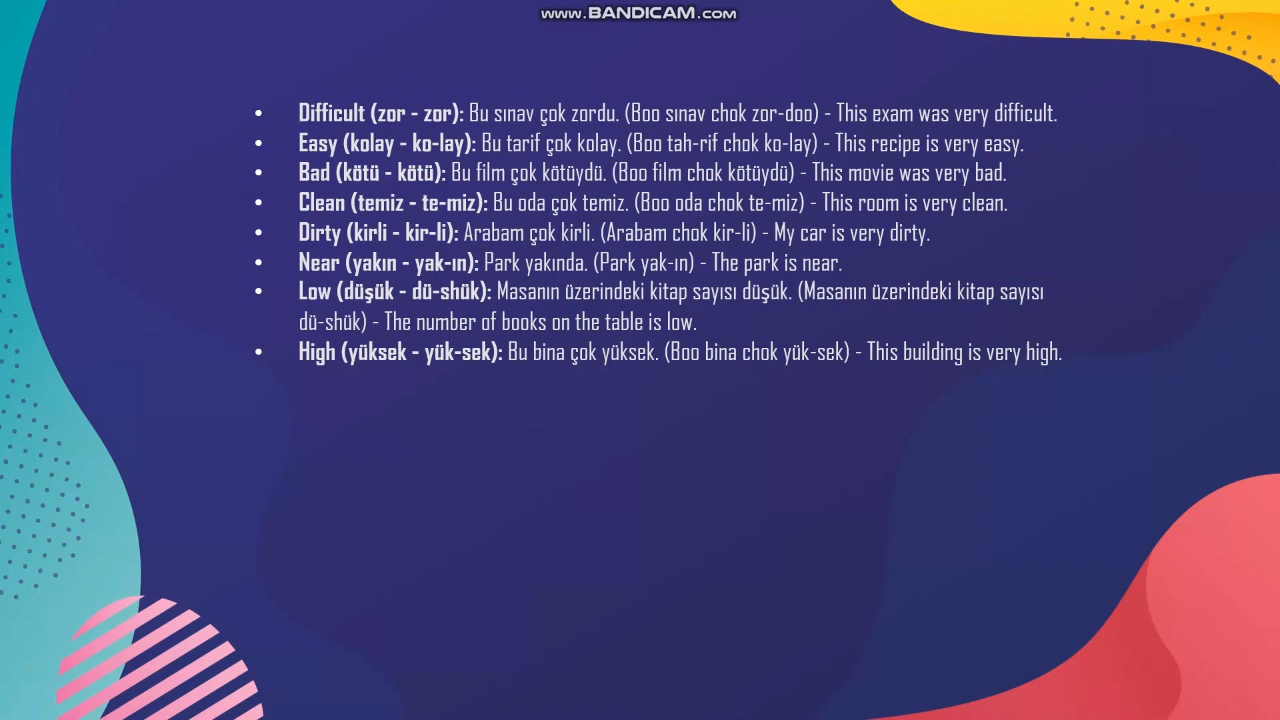 www.BANDICAM.com
• Difficult (zor - zor): Bu sınav çok zordu. (Boo sınav chok zor-doo) - This exam was very difficult.
• Easy (kolay - ko-lay): Bu tarif çok kolay. (Boo tah-rif chok ko-lay) - This recipe is very easy.
• Bad (kötü - kötü): Bu film çok kötüydü. (Boo film chok kötüydü) - This movie was very bad.
• Clean (temiz - te-miz): Bu oda çok temiz. (Boo oda chok te-miz) - This room is very clean.
• Dirty (kirli - kir-li): Arabam çok kirli. (Arabam chok kir-li) - My car is very dirty.
• Near (yakın - yak-ın): Park yakında. (Park yak-ın) - The park is near.
• Low (düşük - dü-shük): Masanın üzerindeki kitap sayısı düşük. (Masanın üzerindeki kitap sayısı
dü-shük) - The number of books on the table is low.
• High (yüksek - yük-sek): Bu bina çok yüksek. (Boo bina chok yük-sek) - This building is very high.